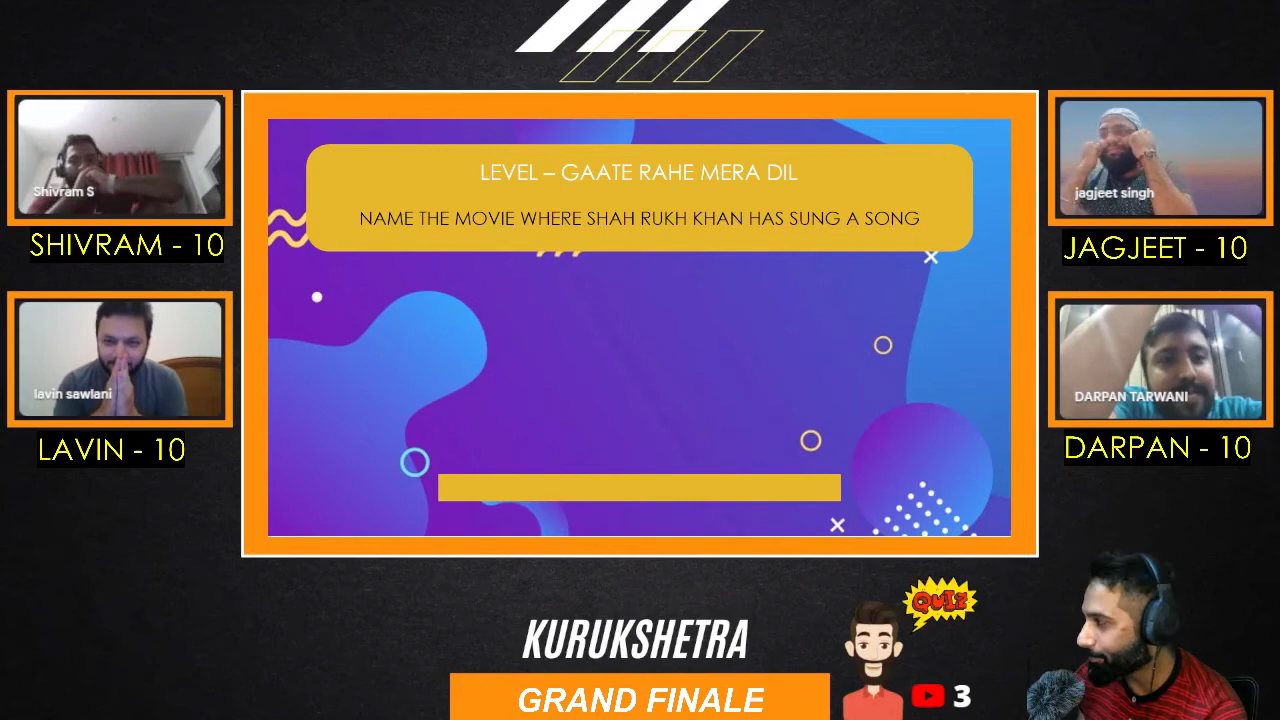 LEVEL – GAATE RAHE MERA DIL
NAME THE MOVIE WHERE SHAH RUKH KHAN HAS SUNG A SONG
Shivram S
SHIVRAM - 10
lavin sawlani
LAVIN - 10
jagjeet singh
JAGJEET - 10
DARPAN TARWANI
DARPAN - 10
QUIZ
KURUKSHETRA
GRAND FINALE
3